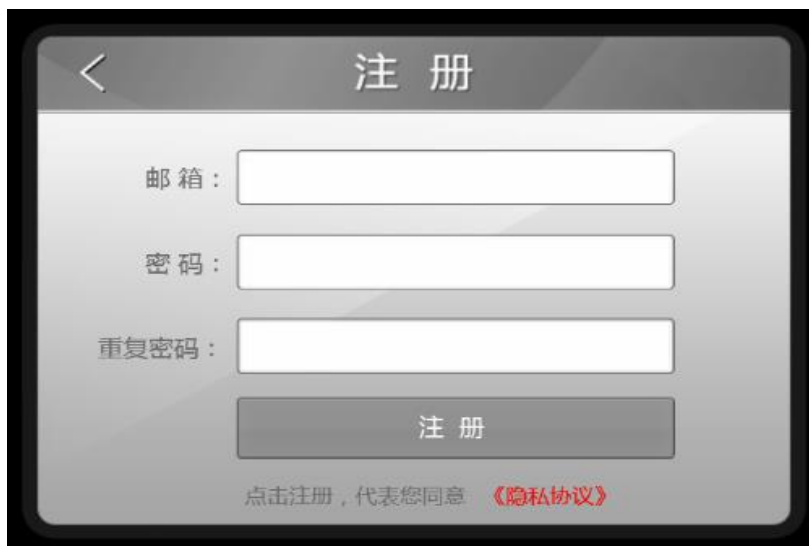 注 册
邮 箱：
密 码：
重复密码：
注 册
点击注册，代表您同意 《隐私协议》